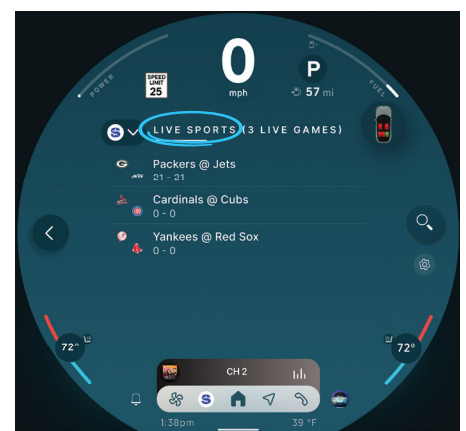 POWER
SPEED
LIMIT
25
0
mph
P
57 mi
FUEL
S
LIVE SPORTS (3 LIVE GAMES)
G
Packers @ Jets
JETS
21 - 21
Cardinals @ Cubs
0 - 0
Yankees @ Red Sox
0 - 0
72°
72°
CH 2
S
1:38pm
39 °F